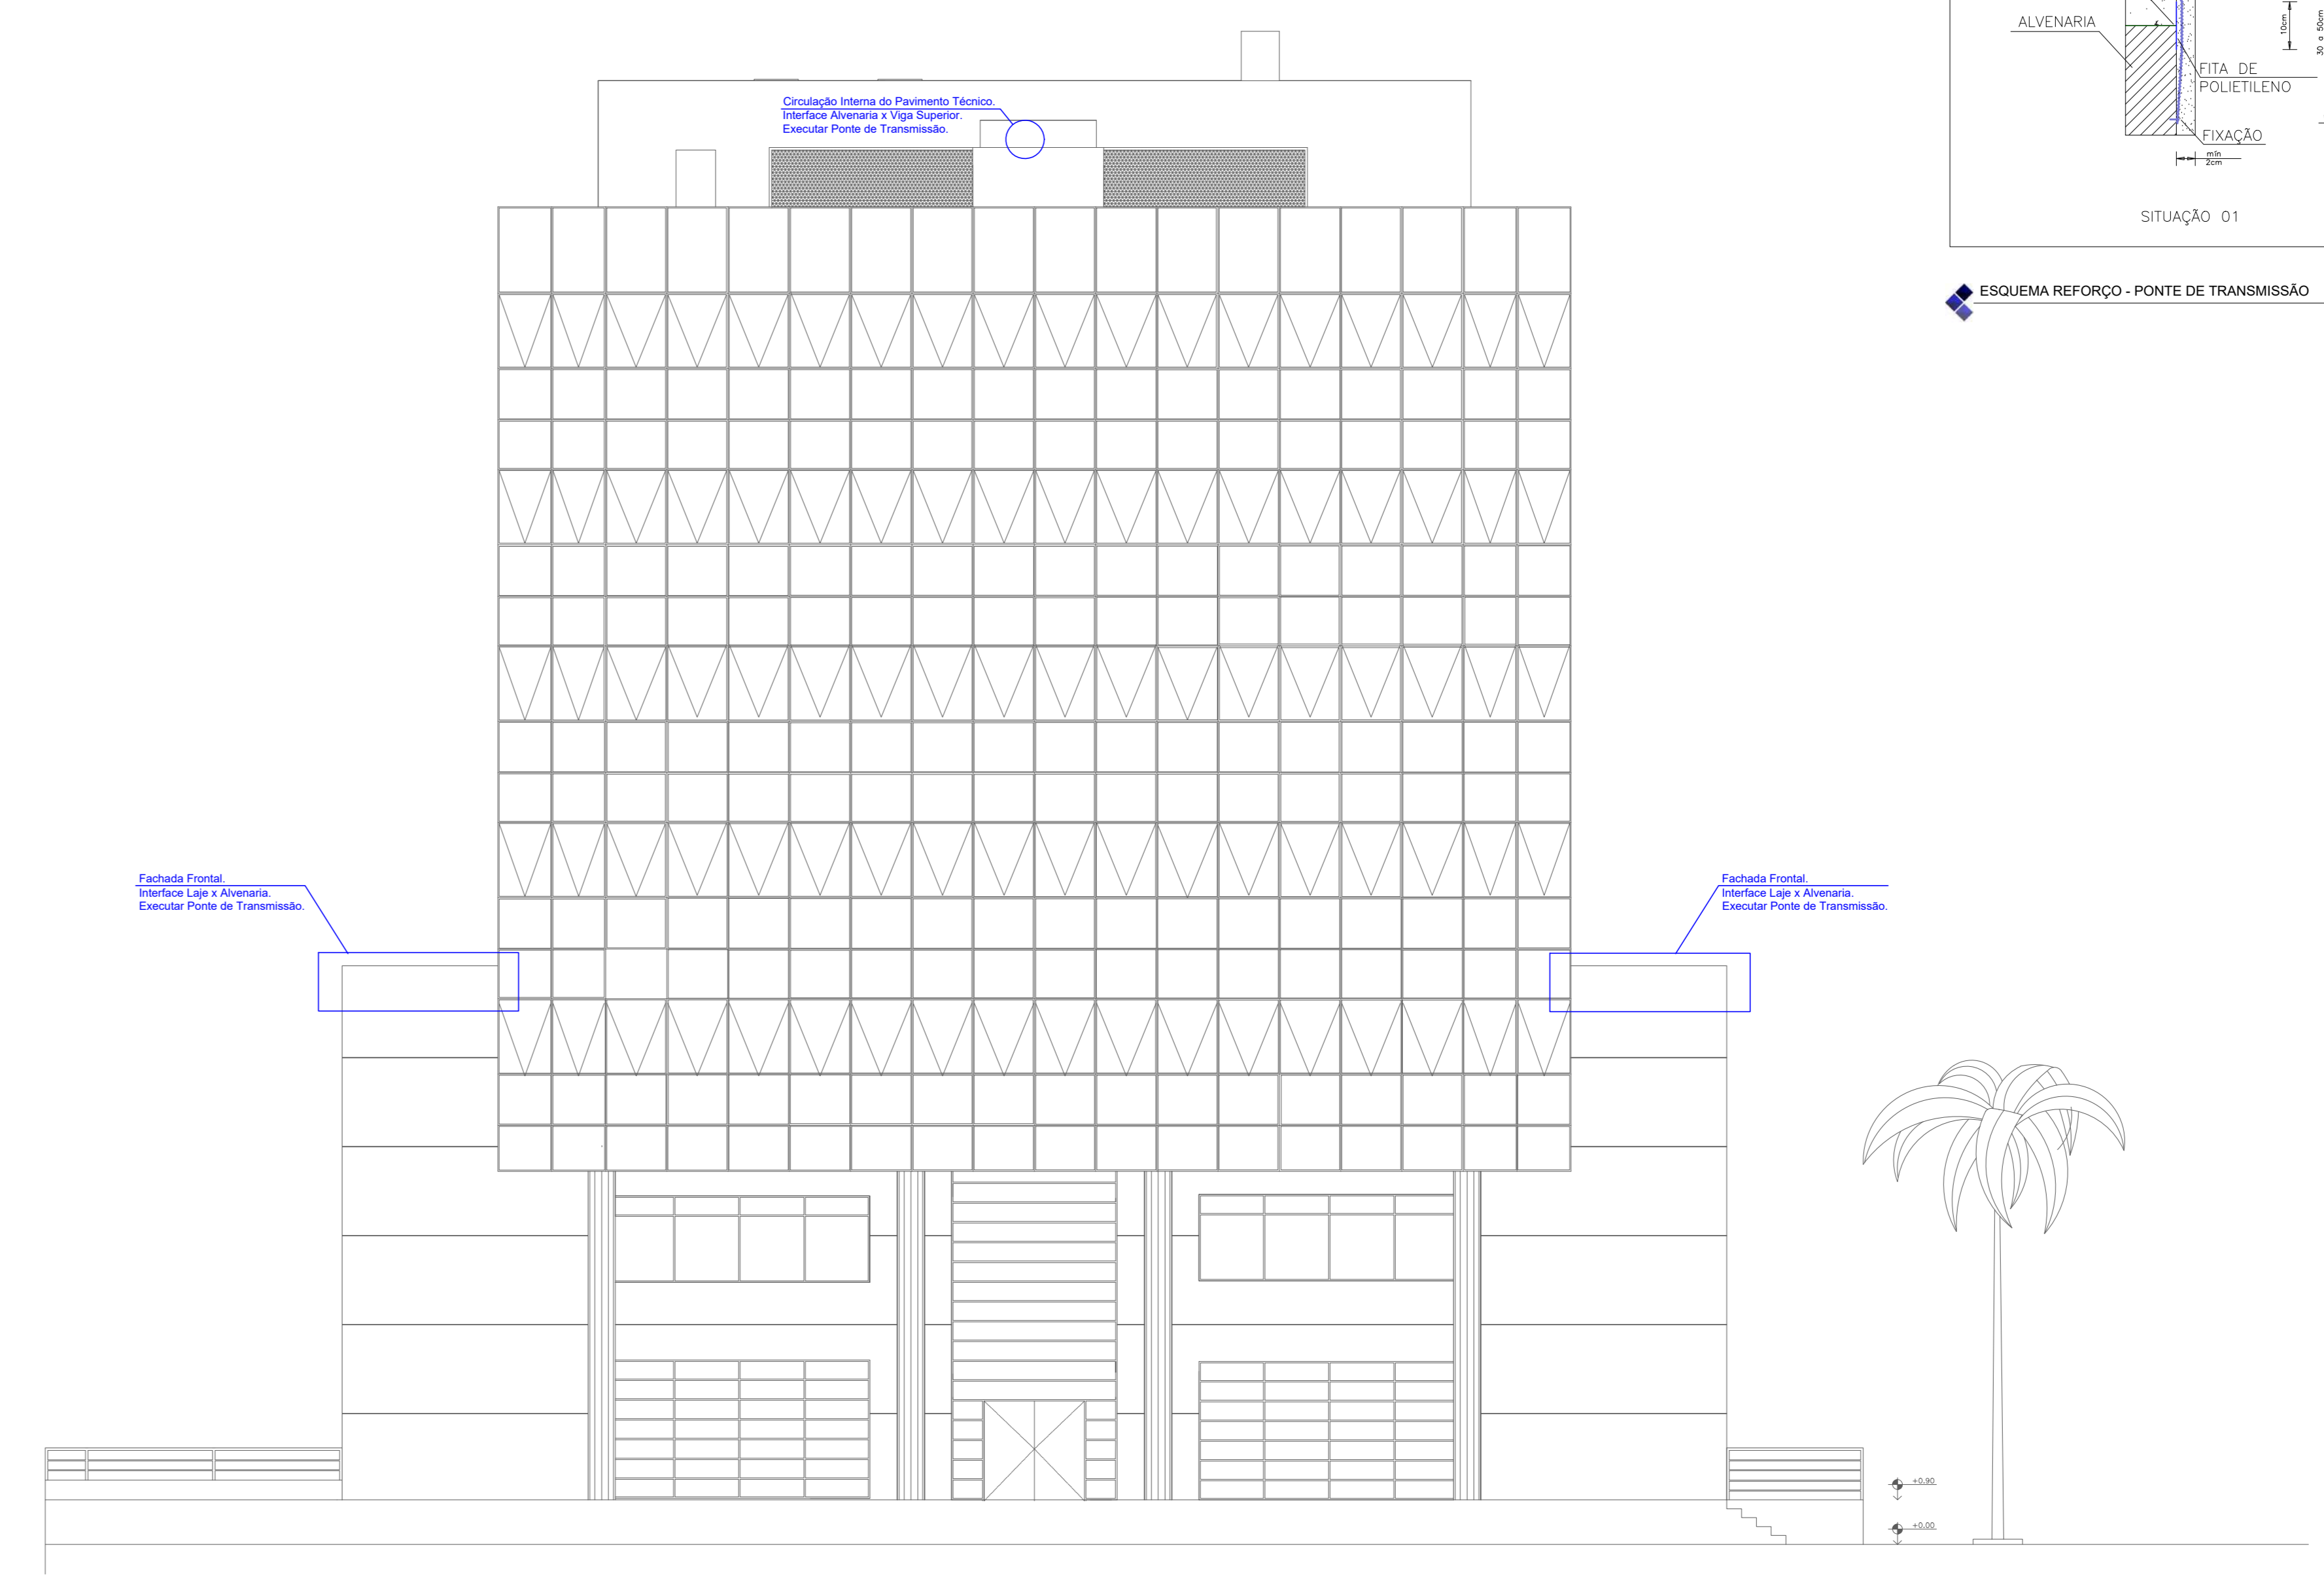 ALVENARIA
10cm
30 a 50cm
FITA DE
POLIETILENO
FIXAÇÃO
mín
2cm
SITUAÇÃO 01
ESQUEMA REFORÇO - PONTE DE TRANSMISSÃO
Circulação Interna do Pavimento Técnico.
Interface Alvenaria x Viga Superior.
Executar Ponte de Transmissão.
Fachada Frontal.
Interface Laje x Alvenaria.
Executar Ponte de Transmissão.
Fachada Frontal.
Interface Laje x Alvenaria.
Executar Ponte de Transmissão.
+0.90
+0.00